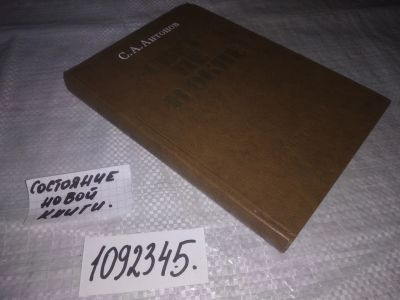 С. А. Антонов
СОСТОЯНИЕ
НОВОЙ
КНИГИ.
1092345.